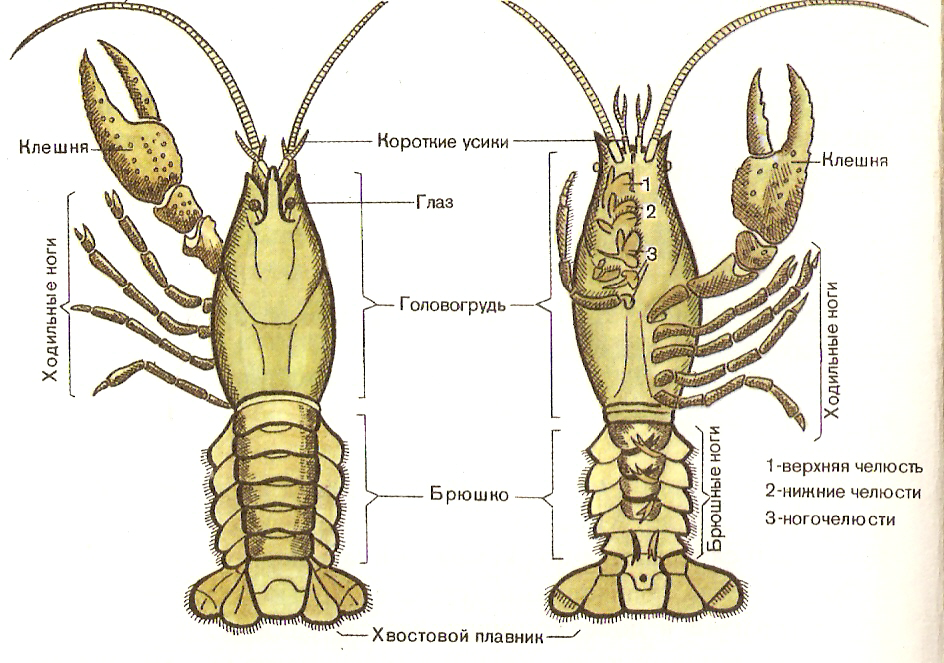 Клешня
Короткие усики
Клешня
Глаз
1
2
3
Ходильные ноги
Головогрудь
Ходильные ноги
Брюшко
Брюшные ноги
1-верхняя челюсть
2-нижние челюсти
3-ногочелюсти
Хвостовой плавник